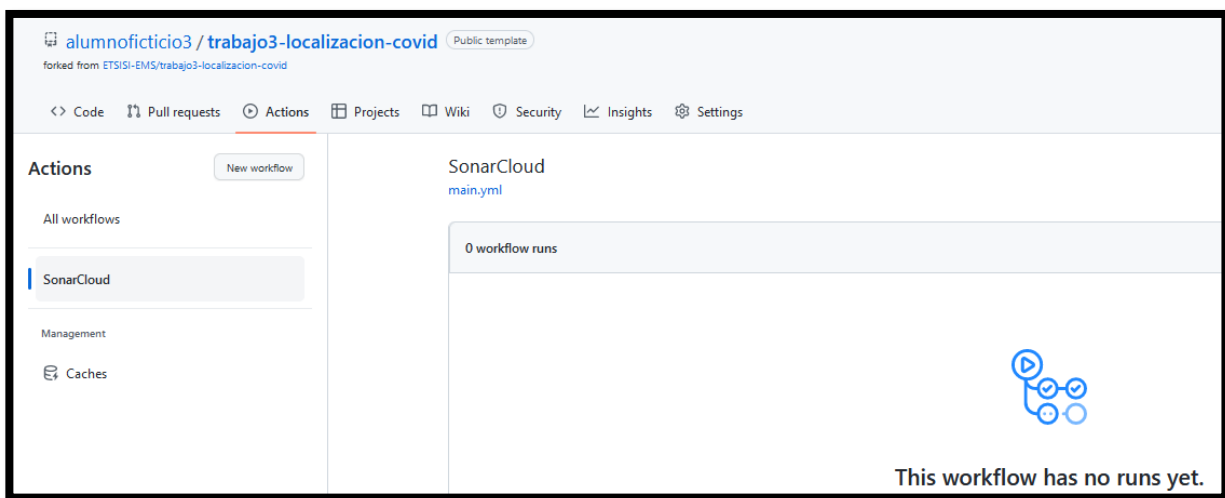 alumnoficticio3 / trabajo3-localizacion-covid Public template
forked from ETSISI-EMS/trabajo3-localizacion-covid
<> Code Pull requests Actions Projects Wiki Security Insights Settings
Actions New workflow
All workflows
SonarCloud
Management
Caches
SonarCloud
main.yml
0 workflow runs
This workflow has no runs yet.